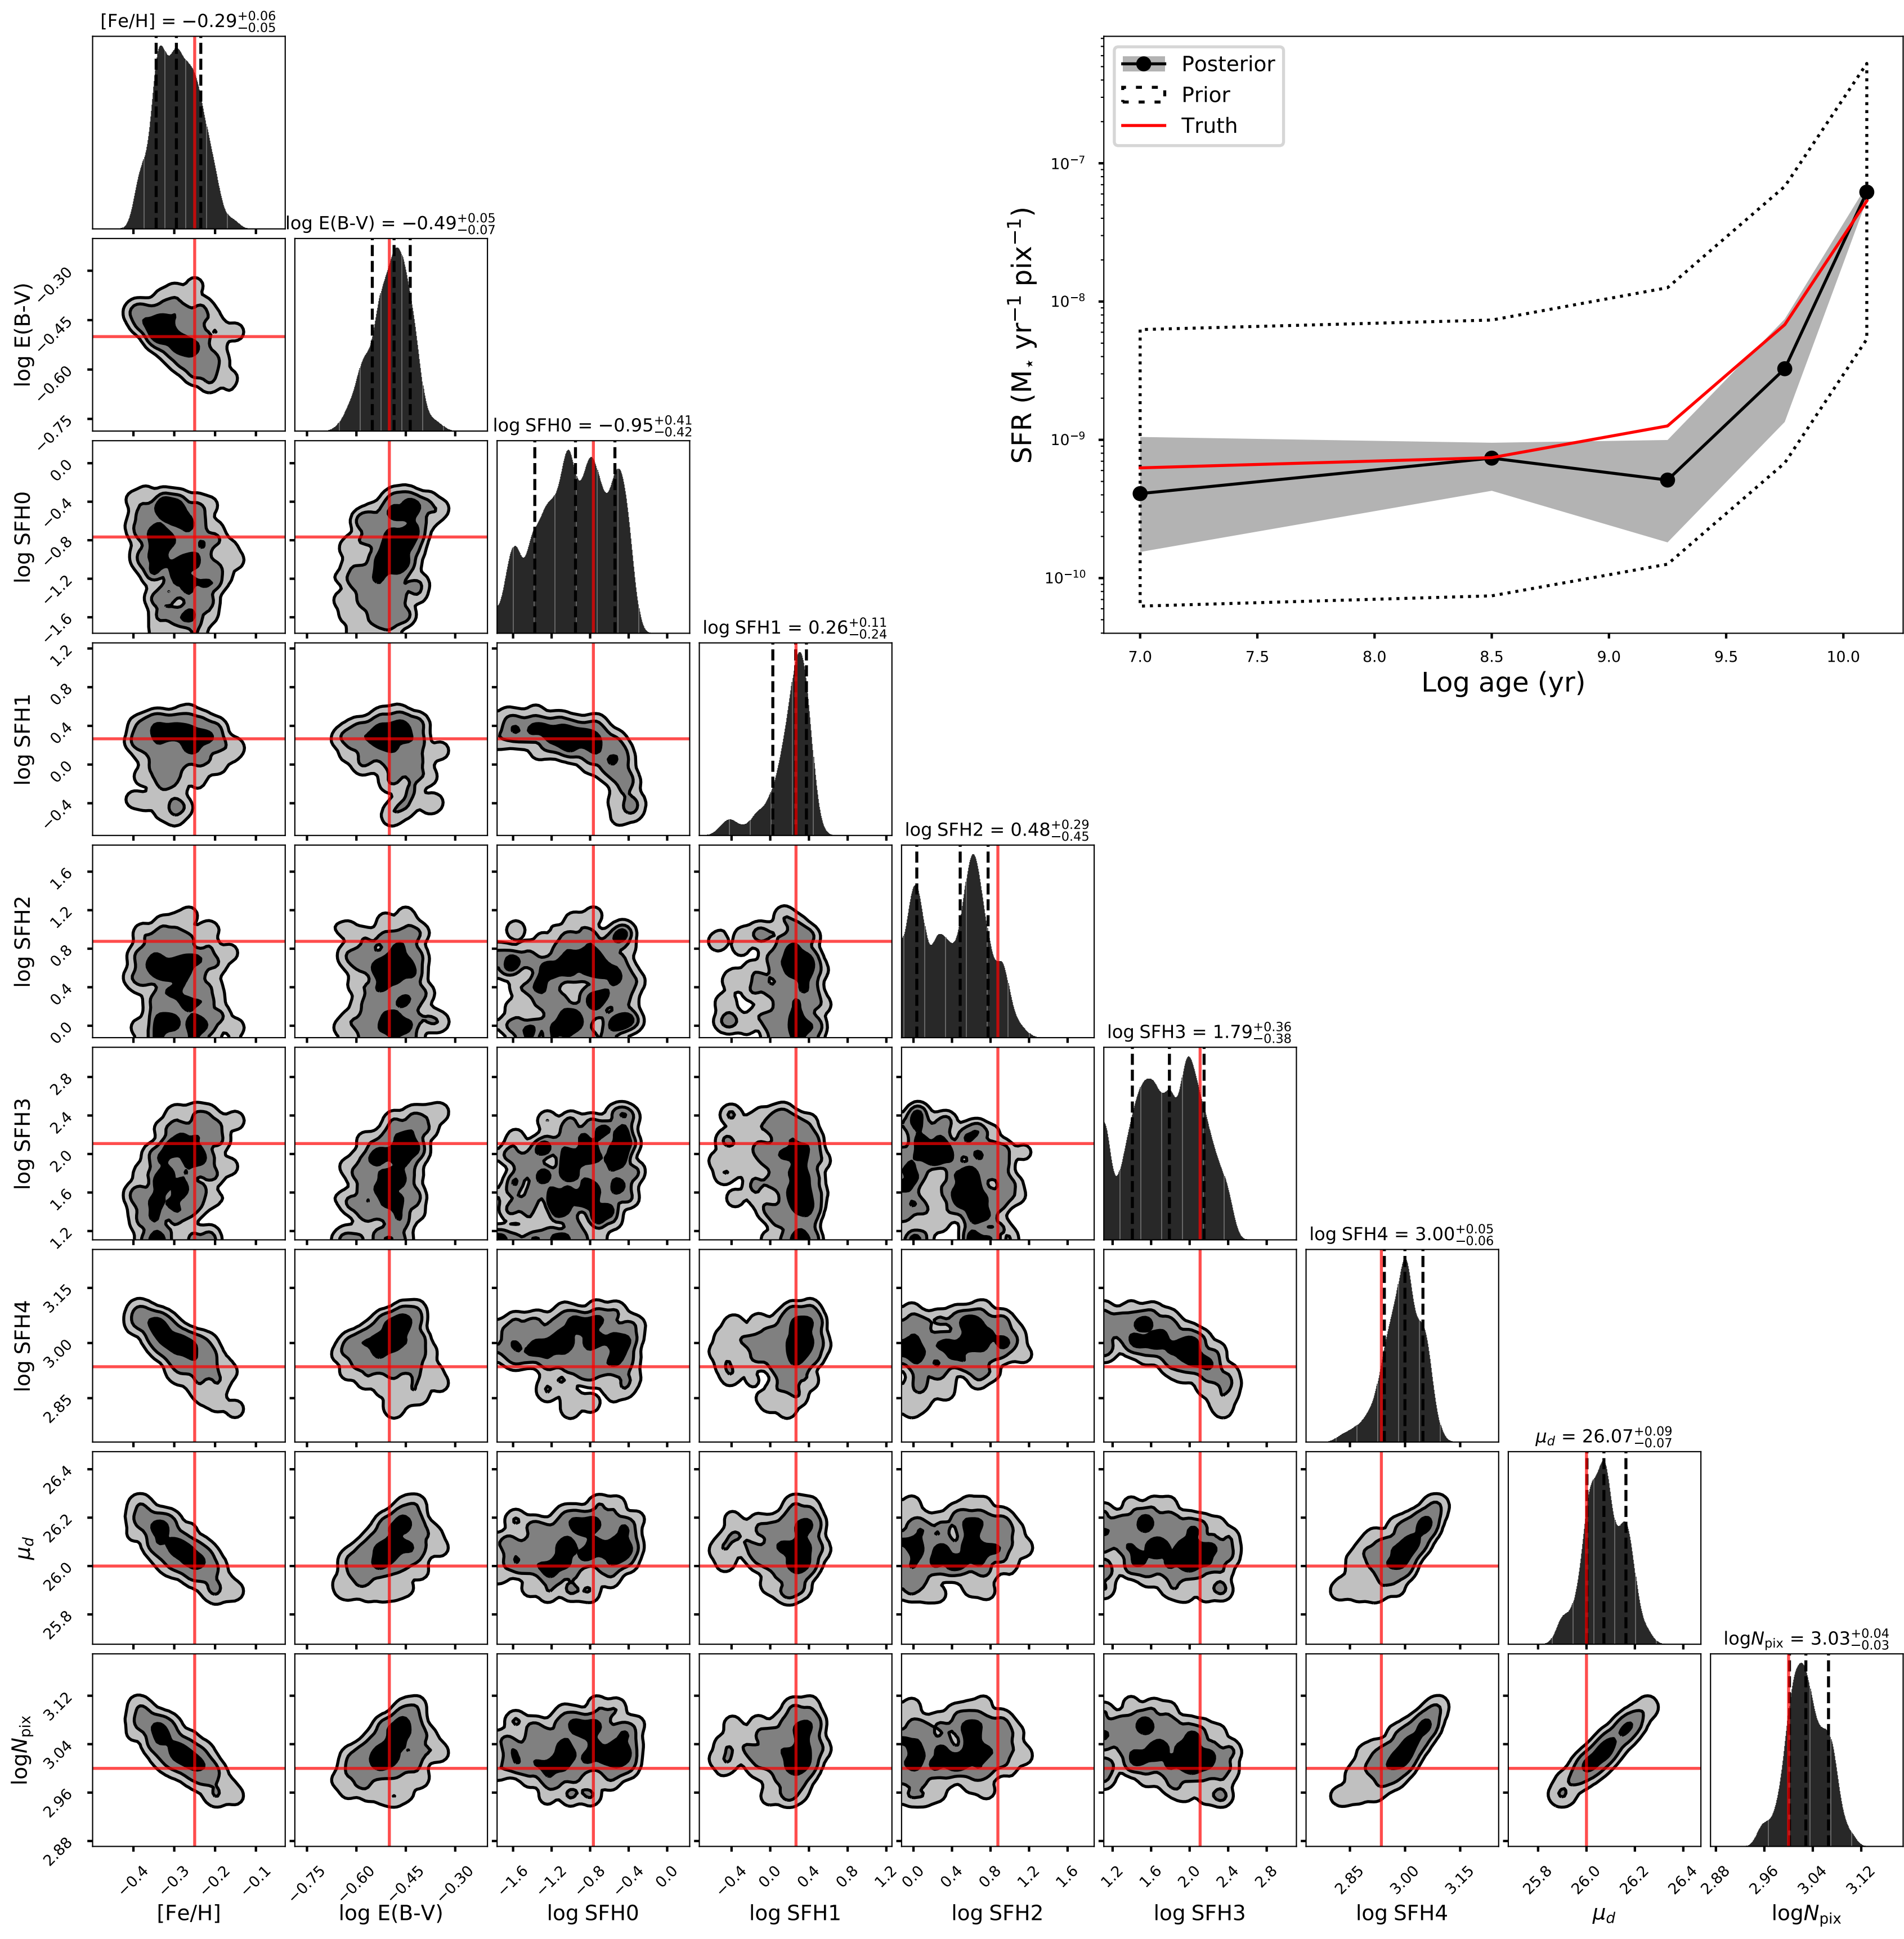 [Fe/H] = −0.29+0.06−0.05
Posterior
Prior
Truth
10−7
10−8
10−9
10−10
SFR (M⋆ yr−1 pix−1)
7.0 7.5 8.0 8.5 9.0 9.5 10.0
Log age (yr)
log E(B-V) = −0.49+0.05−0.07
−0.30
−0.45
−0.60
−0.75
log E(B-V)
log SFH0 = −0.95+0.41−0.42
0.0
−0.4
−0.8
−1.2
−1.6
log SFH0
log SFH1 = 0.26+0.11−0.24
1.2
0.8
0.4
0.0
−0.4
log SFH1
log SFH2 = 0.48+0.29−0.45
1.6
1.2
0.8
0.4
0.0
log SFH2
log SFH3 = 1.79+0.36−0.38
2.8
2.4
2.0
1.6
1.2
log SFH3
log SFH4 = 3.00+0.05−0.06
3.15
3.00
2.85
log SFH4
μd = 26.07+0.09−0.07
26.4
26.2
26.0
25.8
μd
logNpix = 3.03+0.04−0.03
3.12
3.04
2.96
2.88
logNpix
−0.4 −0.3 −0.2 −0.1 −0.75 −0.60 −0.45 −0.30 −1.6 −1.2 −0.8 −0.4 0.0 −0.4 0.0 0.4 0.8 1.2 0.0 0.4 0.8 1.2 1.6 1.2 1.6 2.0 2.4 2.8 2.85 3.00 3.15 25.8 26.0 26.2 26.4 2.88 2.96 3.04 3.12
[Fe/H] log E(B-V) log SFH0 log SFH1 log SFH2 log SFH3 log SFH4 μd logNpix